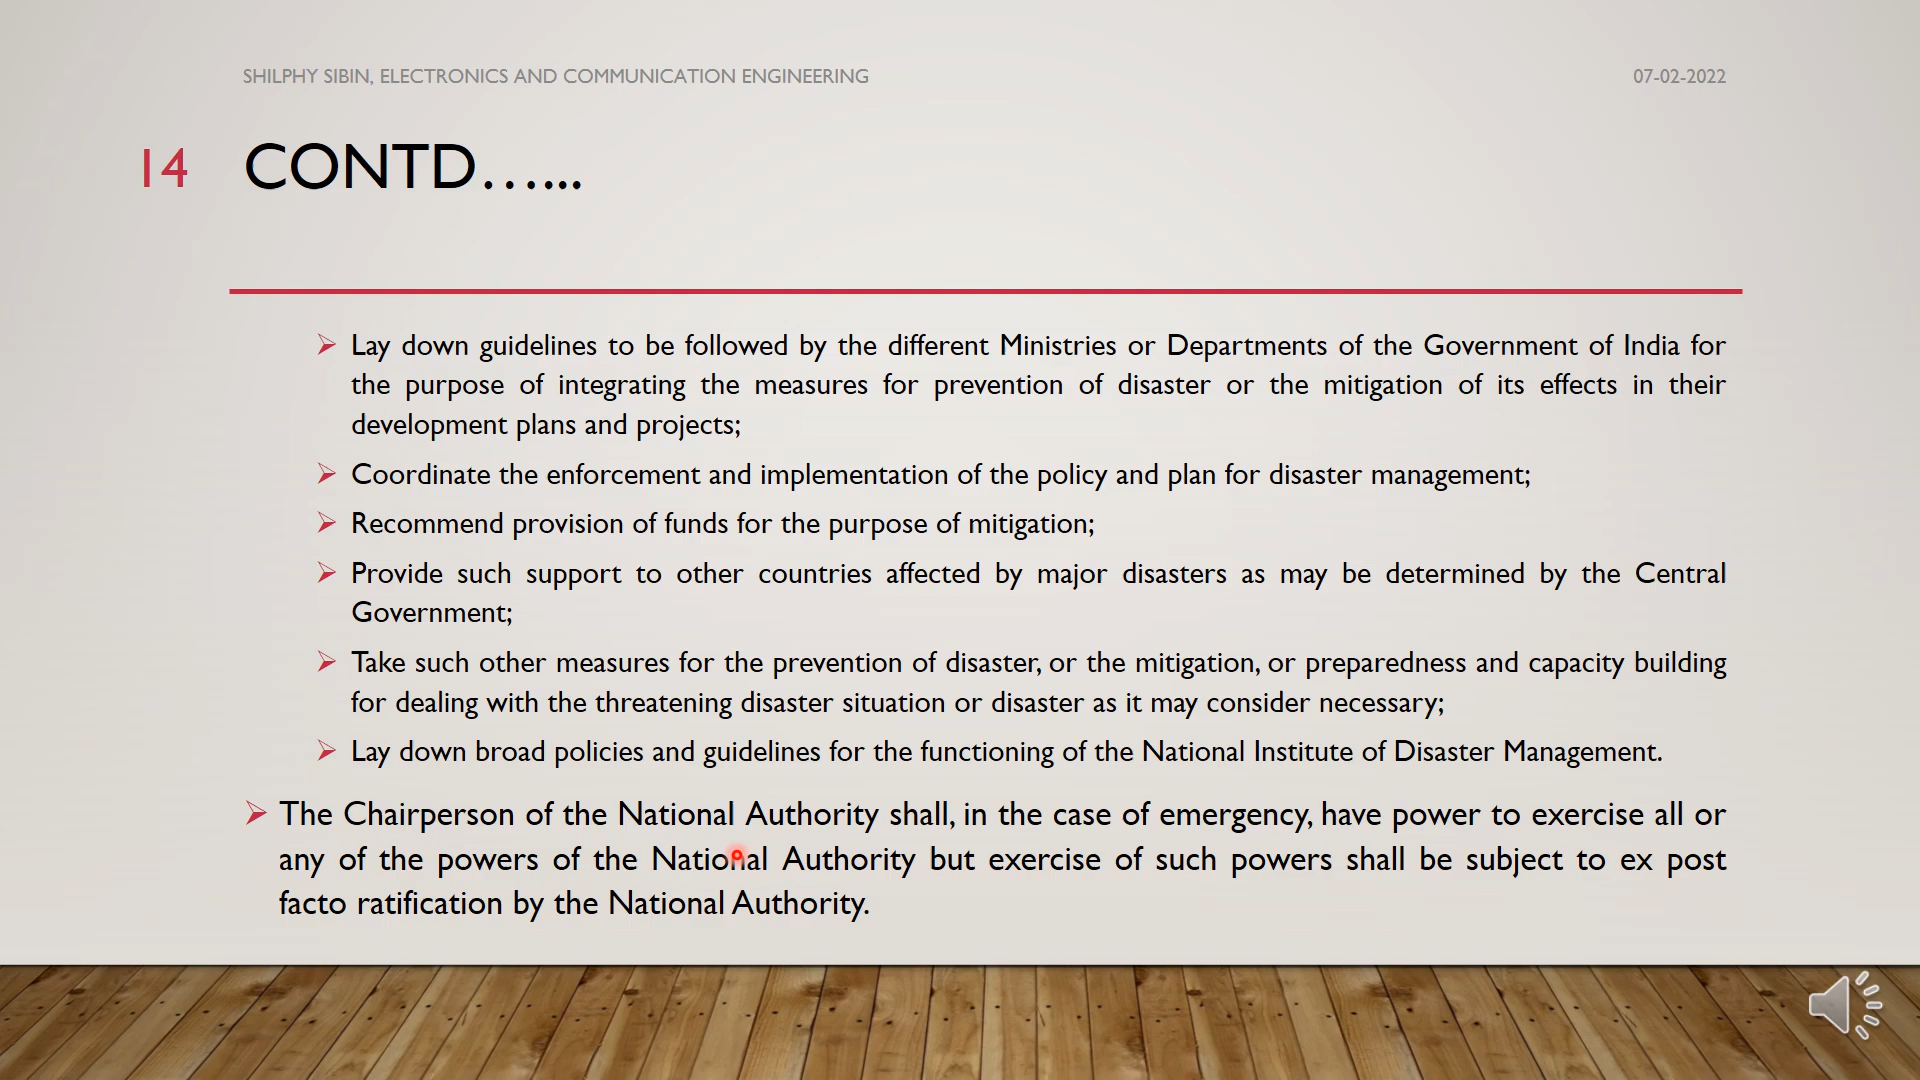 SHILPHY SIBIN, ELECTRONICS AND COMMUNICATION ENGINEERING
07-02-2022
14
CONTD…...
Lay down guidelines to be followed by the different Ministries or Departments of the Government of India for
the purpose of integrating the measures for prevention of disaster or the mitigation of its effects in their
development plans and projects;
Coordinate the enforcement and implementation of the policy and plan for disaster management;
Recommend provision of funds for the purpose of mitigation;
Provide such support to other countries affected by major disasters as may be determined by the Central
Government;
Take such other measures for the prevention of disaster, or the mitigation, or preparedness and capacity building
for dealing with the threatening disaster situation or disaster as it may consider necessary;
Lay down broad policies and guidelines for the functioning of the National Institute of Disaster Management.
The Chairperson of the National Authority shall, in the case of emergency, have power to exercise all or
any of the powers of the National Authority but exercise of such powers shall be subject to ex post
facto ratification by the National Authority.